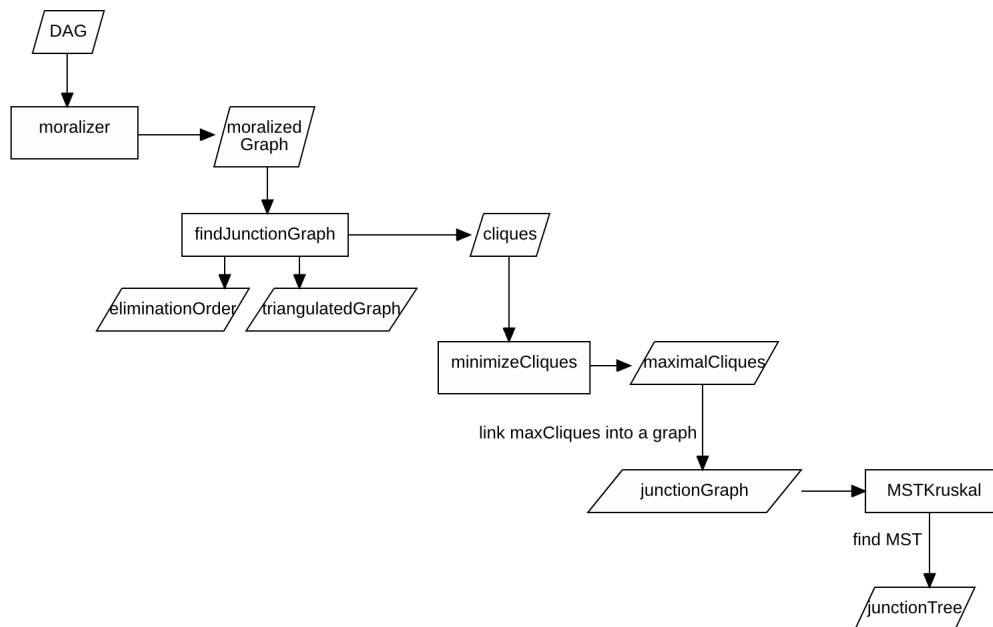 DAG
moralizer
moralized
Graph
findJunctionGraph
cliques
eliminationOrder
triangulatedGraph
minimizeCliques
maximalCliques
link maxCliques into a graph
junctionGraph
MSTKruskal
find MST
junctionTree